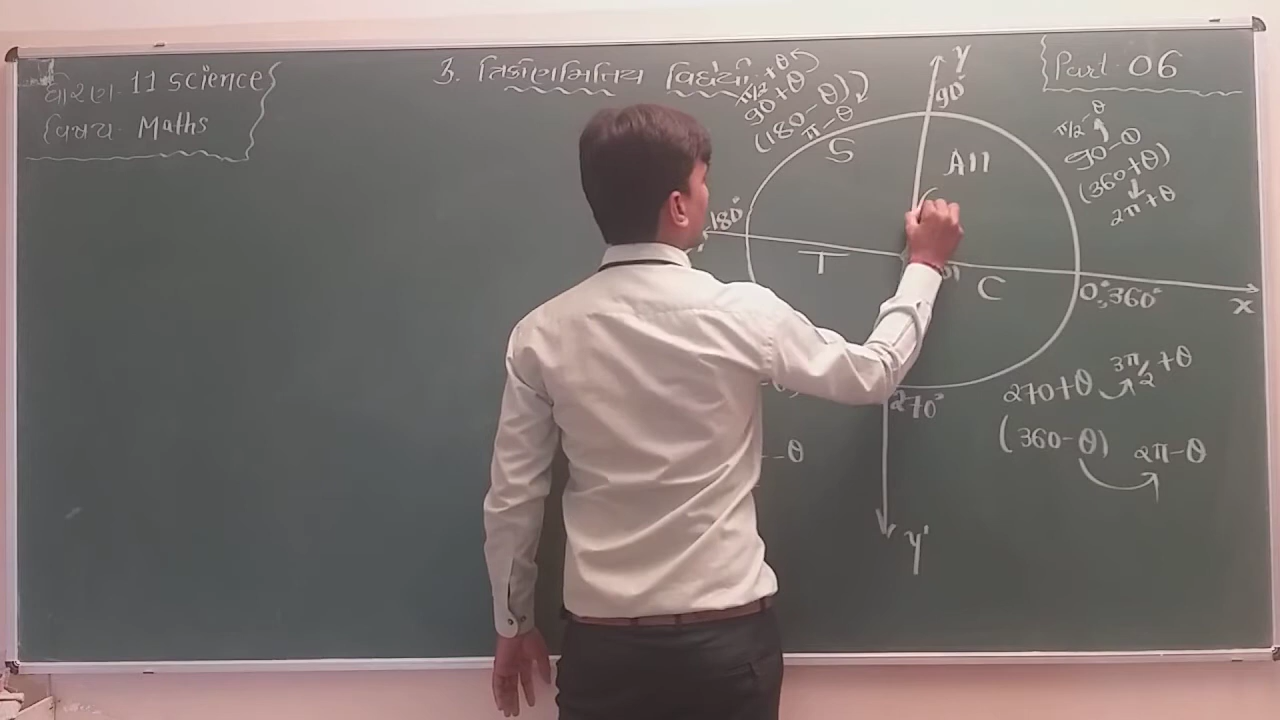 ધોરણ- 11 science
વિષય- Maths
3. ત્રિકોણમિતિય વિધેયો
Part- 06
π/2 + θ
90+θ
(180-θ)
π-θ
S
y
90°
All
π/2-θ
90-θ
(360+θ)
2π+θ
180°
T
C
0°, 360°
x
270°
270+θ
3π/2 +θ
(360-θ)
2π-θ
-θ
y'